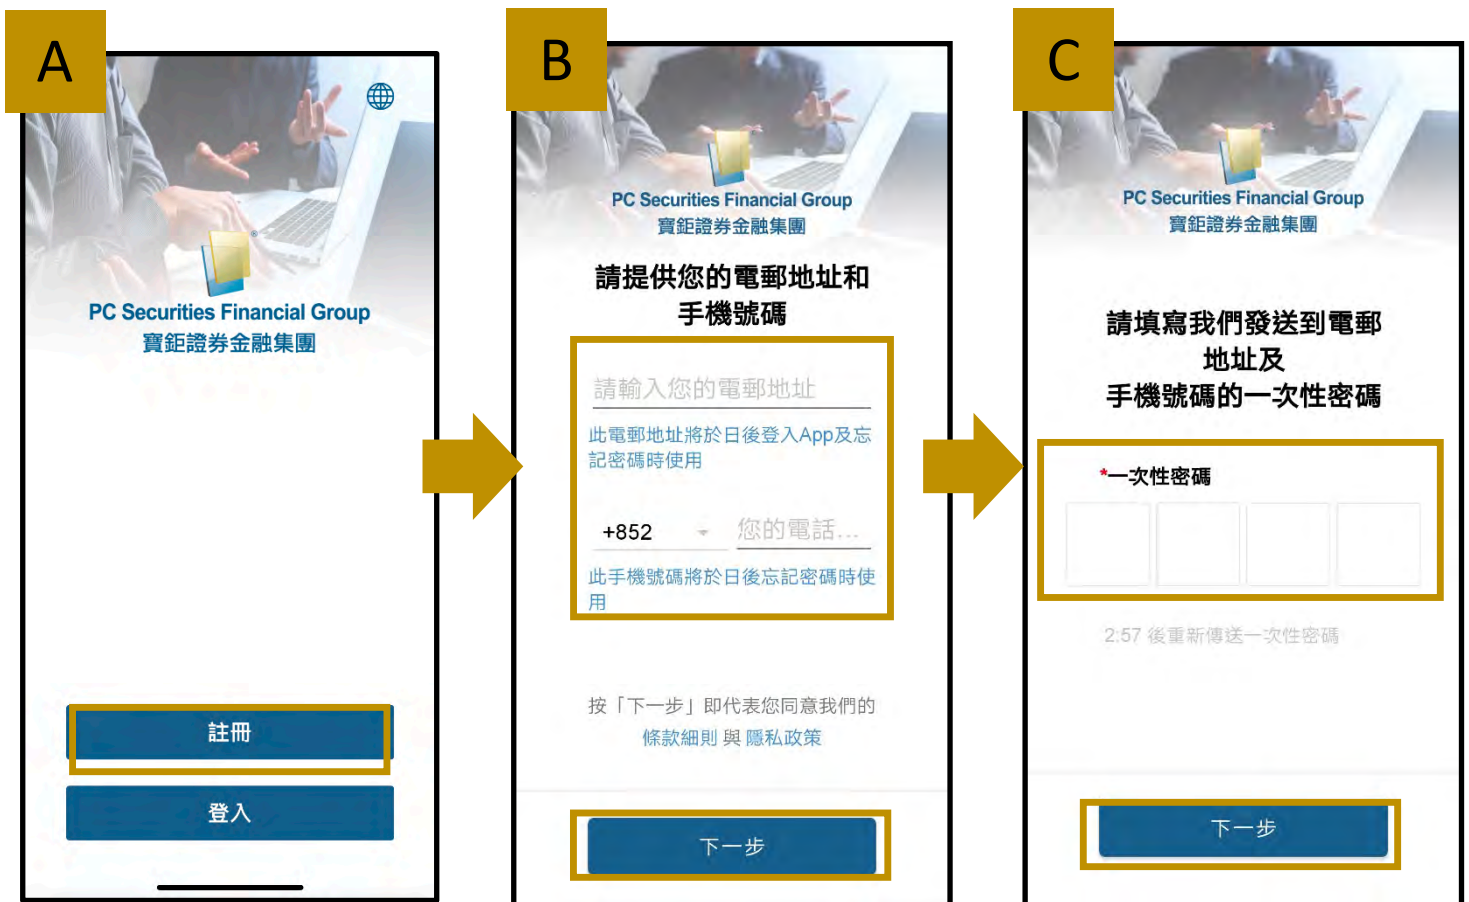 A
®
PC Securities Financial Group
寶鉅證券金融集團
註冊
登入
B
PC Securities Financial Group
寶鉅證券金融集團
請提供您的電郵地址和
手機號碼
請輸入您的電郵地址
此電郵地址將於日後登入App及忘
記密碼時使用
+852 您的電話...
此手機號碼將於日後忘記密碼時使
用
按「下一步」即代表您同意我們的
條款細則 與 隱私政策
下一步
C
PC Securities Financial Group
寶鉅證券金融集團
請填寫我們發送到電郵
地址及
手機號碼的一次性密碼
*一次性密碼
2:57 後重新傳送一次性密碼
下一步